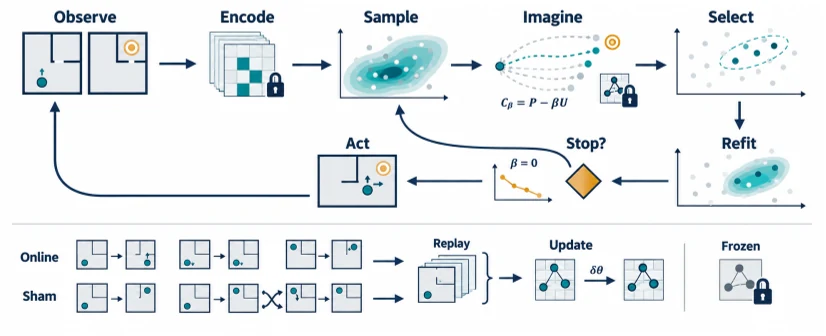 Observe
Encode
Sample
Imagine
Select
C_β = P − βU
Act
Stop?
Refit
β = 0
Online
Replay
Update
Frozen
δθ
Sham